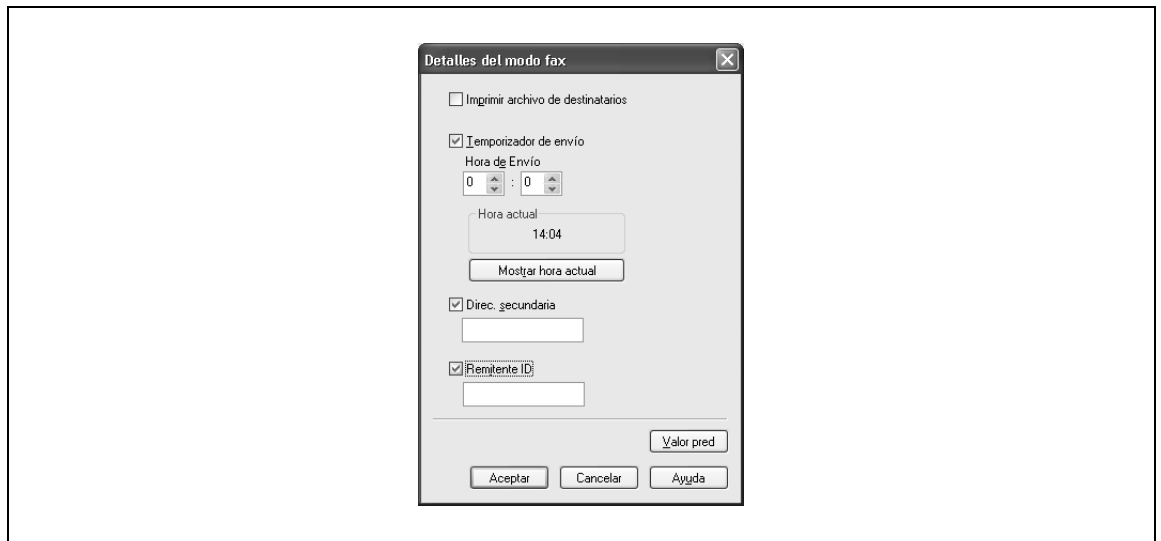 Detalles del modo fax
Imprimir archivo de destinatarios
Temporizador de envío
Hora de Envío
0 : 0
Hora actual
14:04
Mostrar hora actual
Direc. secundaria
Remitente ID
Valor pred
Aceptar Cancelar Ayuda